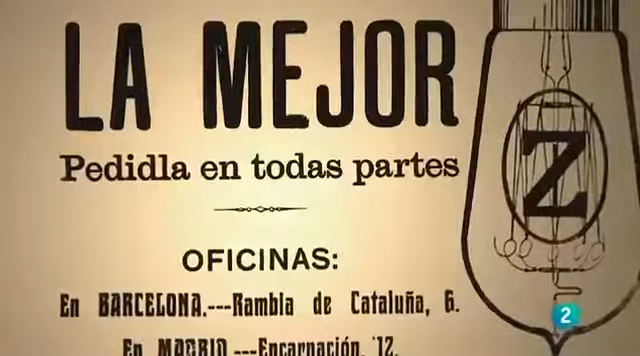 LA MEJOR
Pedidla en todas partes
OFICINAS:
En BARCELONA.---Rambla de Cataluña, 6.
En MADRID.---Encarnación, 12.
Z
2